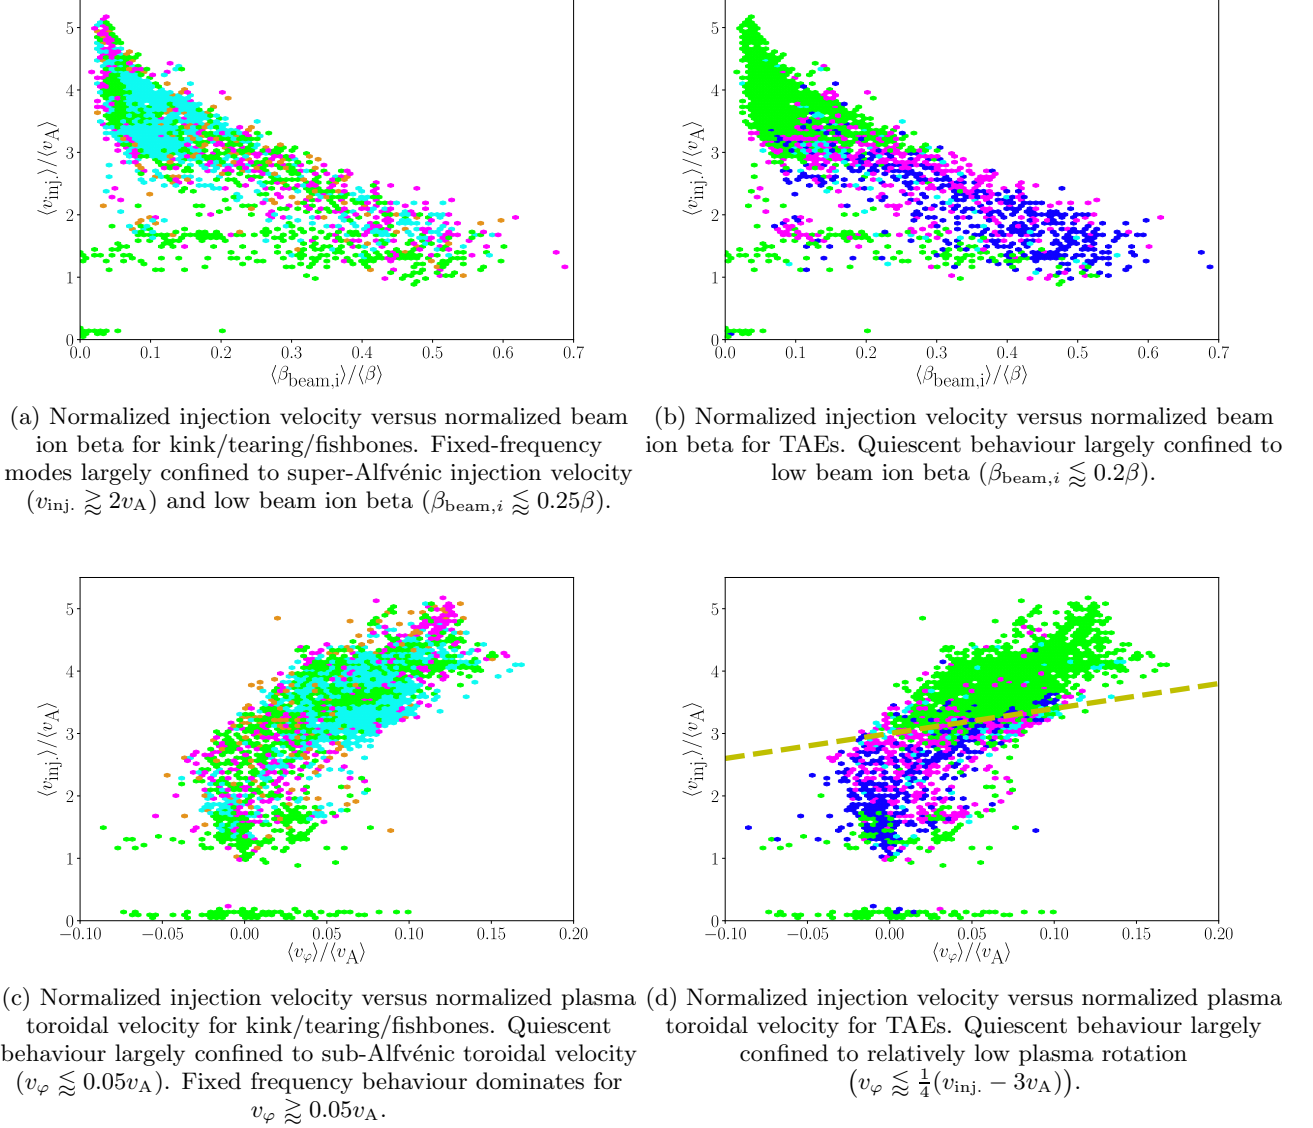 5
4
3
2
1
0
⟨v_inj.⟩/⟨v_A⟩
0.0 0.1 0.2 0.3 0.4 0.5 0.6 0.7
⟨β_beam,i⟩/⟨β⟩
(a) Normalized injection velocity versus normalized beam
ion beta for kink/tearing/fishbones. Fixed-frequency
modes largely confined to super-Alfvénic injection velocity
(v_inj. ⪆ 2v_A) and low beam ion beta (β_beam,i ⪅ 0.25β).
5
4
3
2
1
0
⟨v_inj.⟩/⟨v_A⟩
0.0 0.1 0.2 0.3 0.4 0.5 0.6 0.7
⟨β_beam,i⟩/⟨β⟩
(b) Normalized injection velocity versus normalized beam
ion beta for TAEs. Quiescent behaviour largely confined to
low beam ion beta (β_beam,i ⪅ 0.2β).
5
4
3
2
1
0
⟨v_inj.⟩/⟨v_A⟩
−0.10 −0.05 0.00 0.05 0.10 0.15 0.20
⟨v_φ⟩/⟨v_A⟩
(c) Normalized injection velocity versus normalized plasma
toroidal velocity for kink/tearing/fishbones. Quiescent
behaviour largely confined to sub-Alfvénic toroidal velocity
(v_φ ⪅ 0.05v_A). Fixed frequency behaviour dominates for
v_φ ⪆ 0.05v_A.
5
4
3
2
1
0
⟨v_inj.⟩/⟨v_A⟩
−0.10 −0.05 0.00 0.05 0.10 0.15 0.20
⟨v_φ⟩/⟨v_A⟩
(d) Normalized injection velocity versus normalized plasma
toroidal velocity for TAEs. Quiescent behaviour largely
confined to relatively low plasma rotation
(v_φ ⪅ 1/4(v_inj. − 3v_A)).